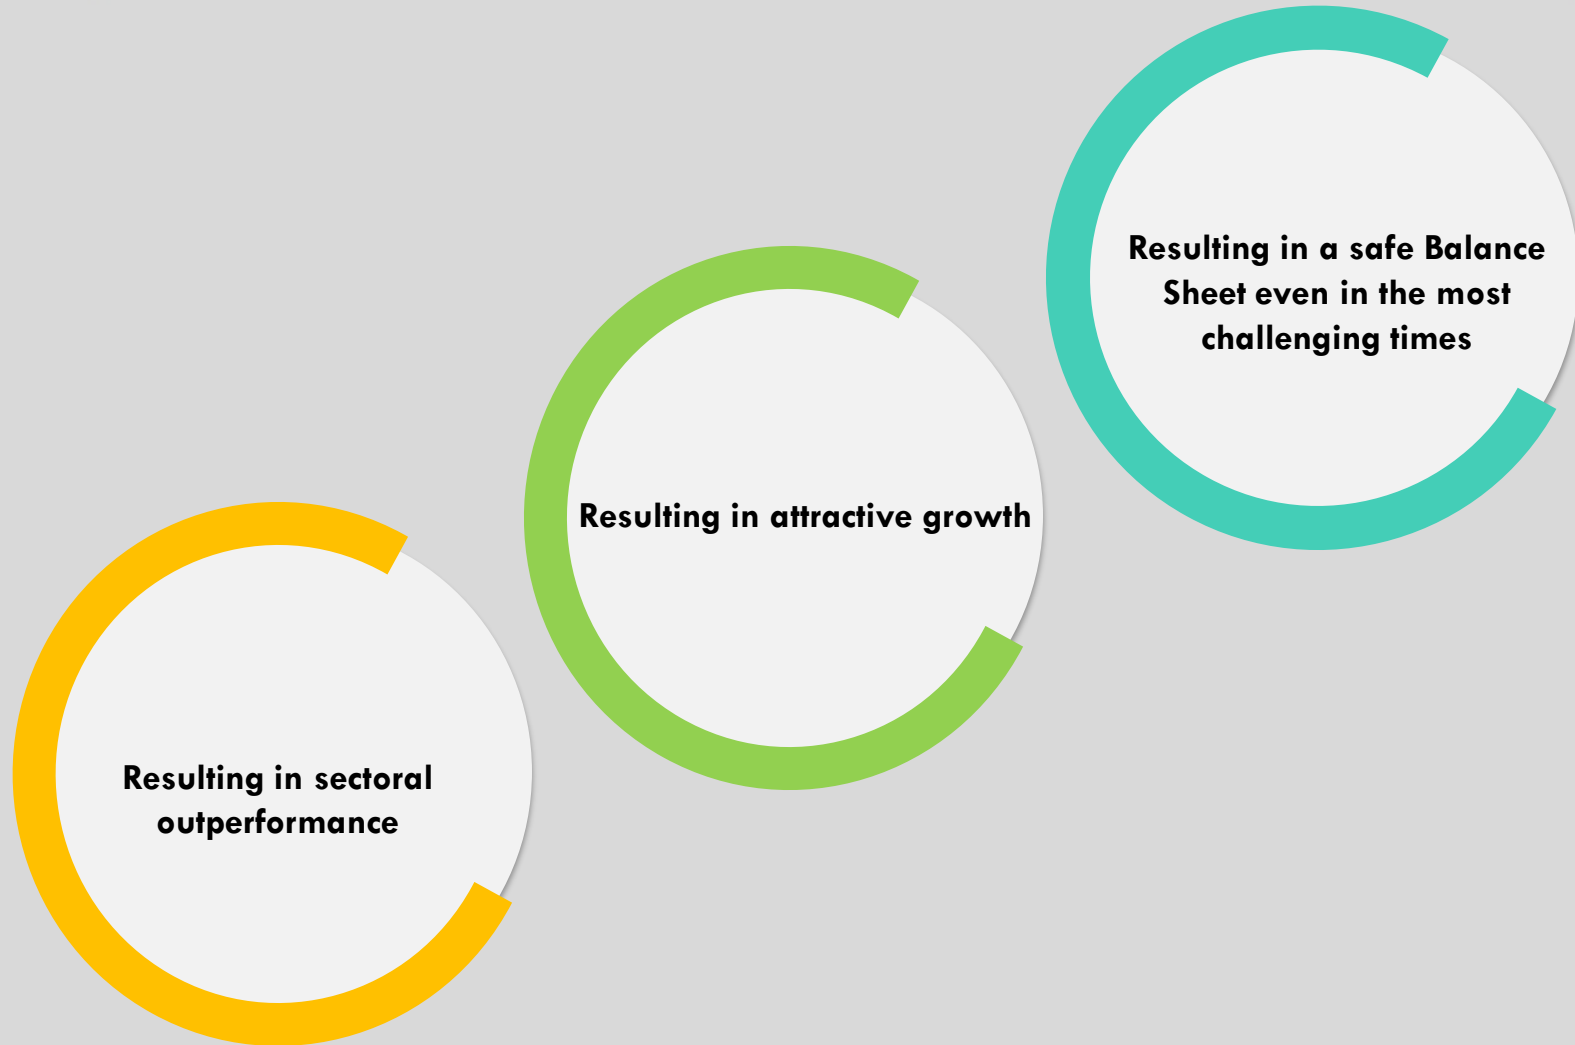 Resulting in a safe Balance
Sheet even in the most
challenging times
Resulting in attractive growth
Resulting in sectoral
outperformance